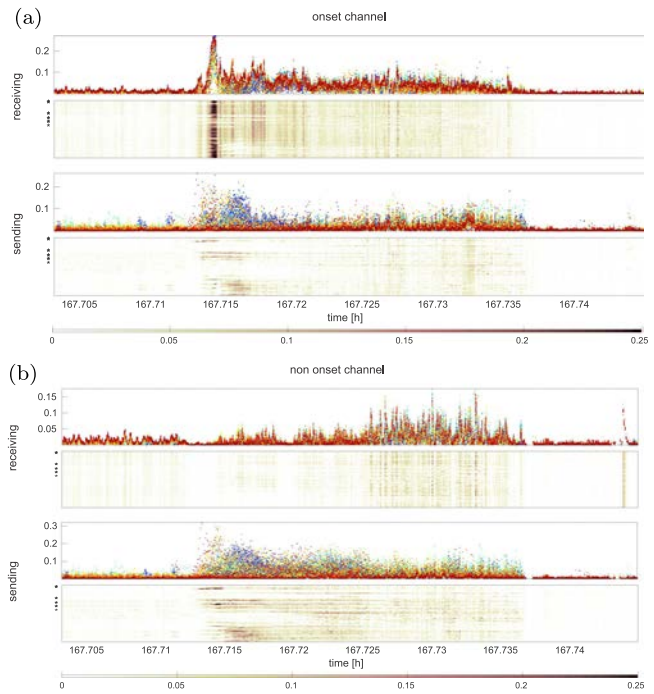 (a)
onset channel
0.2
0.1
receiving
*
****
0.2
0.1
sending
*
****
167.705 167.71 167.715 167.72 167.725 167.73 167.735 167.74
time [h]
0 0.05 0.1 0.15 0.2 0.25
(b)
non onset channel
0.15
0.1
0.05
receiving
*
****
0.3
0.2
0.1
sending
*
****
167.705 167.71 167.715 167.72 167.725 167.73 167.735 167.74
time [h]
0 0.05 0.1 0.15 0.2 0.25